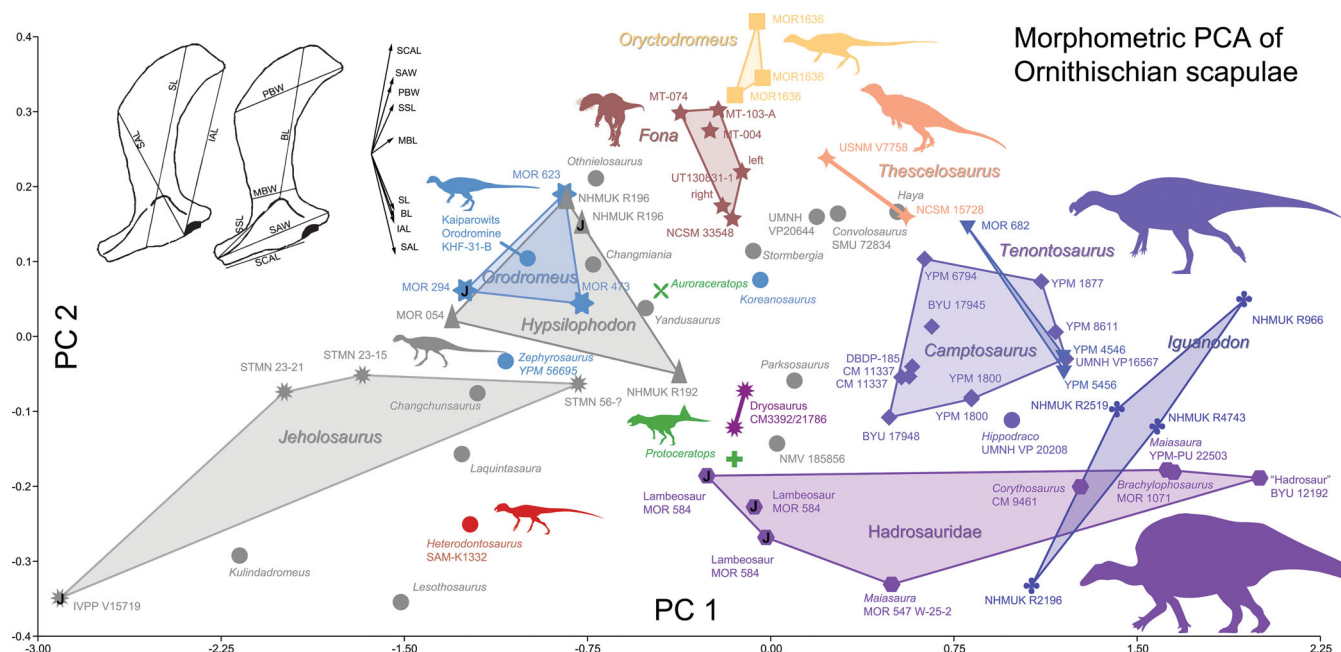 Morphometric PCA of
Ornithischian scapulae
PC 2
0.4
0.3
0.2
0.1
0.0
-0.1
-0.2
-0.3
-0.4
SL
SAL
IAL
PBW
BL
MBW
SSL
SAW
SCAL
SCAL
SAW
PBW
SSL
MBL
SL
BL
IAL
SAL
Oryctodromeus
MOR1636
MOR1636
MOR1636
MT-074
MT-103-A
MT-004
Fona
left
UT130831-1
right
NCSM 33548
USNM V7758
Thescelosaurus
Haya
NCSM 15728
Othnielosaurus
MOR 623
NHMUK R196
NHMUK R196
Kaiparowits
Orodromine
KHF-31-B
Changmiania
Orodromeus
MOR 294
MOR 473
MOR 054
Hypsilophodon
Auroraceratops
Yandusaurus
UMNH
VP20644
Convolosaurus
SMU 72834
Stormbergia
Koreanosaurus
MOR 682
Tenontosaurus
YPM 6794
YPM 1877
BYU 17945
YPM 8611
DBDP-185
CM 11337
CM 11337
Camptosaurus
YPM 4546
UMNH VP16567
YPM 5456
YPM 1800
YPM 1800
BYU 17948
Iguanodon
NHMUK R966
NHMUK R2519
NHMUK R4743
NHMUK R2196
Hippodraco
UMNH VP 20208
Zephyrosaurus
YPM 56695
STMN 23-15
STMN 23-21
STMN 56-?
NHMUK R192
Changchunsaurus
Jeholosaurus
Laquintasaura
Parksosaurus
Dryosaurus
CM3392/21786
Protoceratops
NMV 185856
Maiasaura
YPM-PU 22503
Corythosaurus
CM 9461
Brachylophosaurus
MOR 1071
"Hadrosaur"
BYU 12192
J
J
J
J
J
J
Lambeosaur
MOR 584
Lambeosaur
MOR 584
Lambeosaur
MOR 584
Hadrosauridae
Maiasaura
MOR 547 W-25-2
Heterodontosaurus
SAM-K1332
Kulindadromeus
Lesothosaurus
IVPP V15719
PC 1
-3.00
-2.25
-1.50
-0.75
0.00
0.75
1.50
2.25